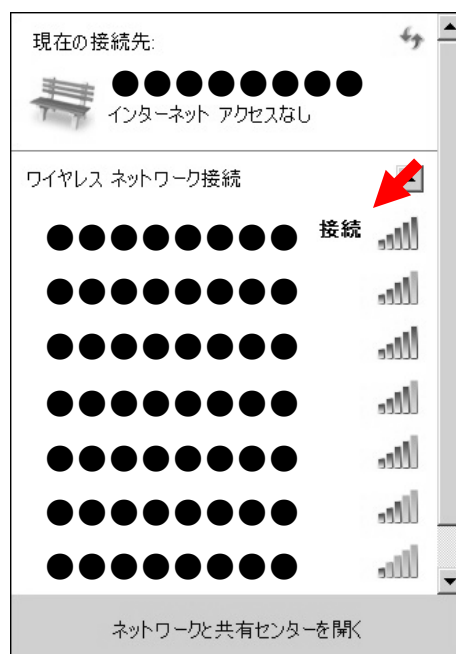 現在の接続先:
●●●●●●●●
インターネット アクセスなし
ワイヤレス ネットワーク接続
●●●●●●●● 接続
●●●●●●●●
●●●●●●●●
●●●●●●●●
●●●●●●●●
●●●●●●●●
●●●●●●●●
ネットワークと共有センターを開く